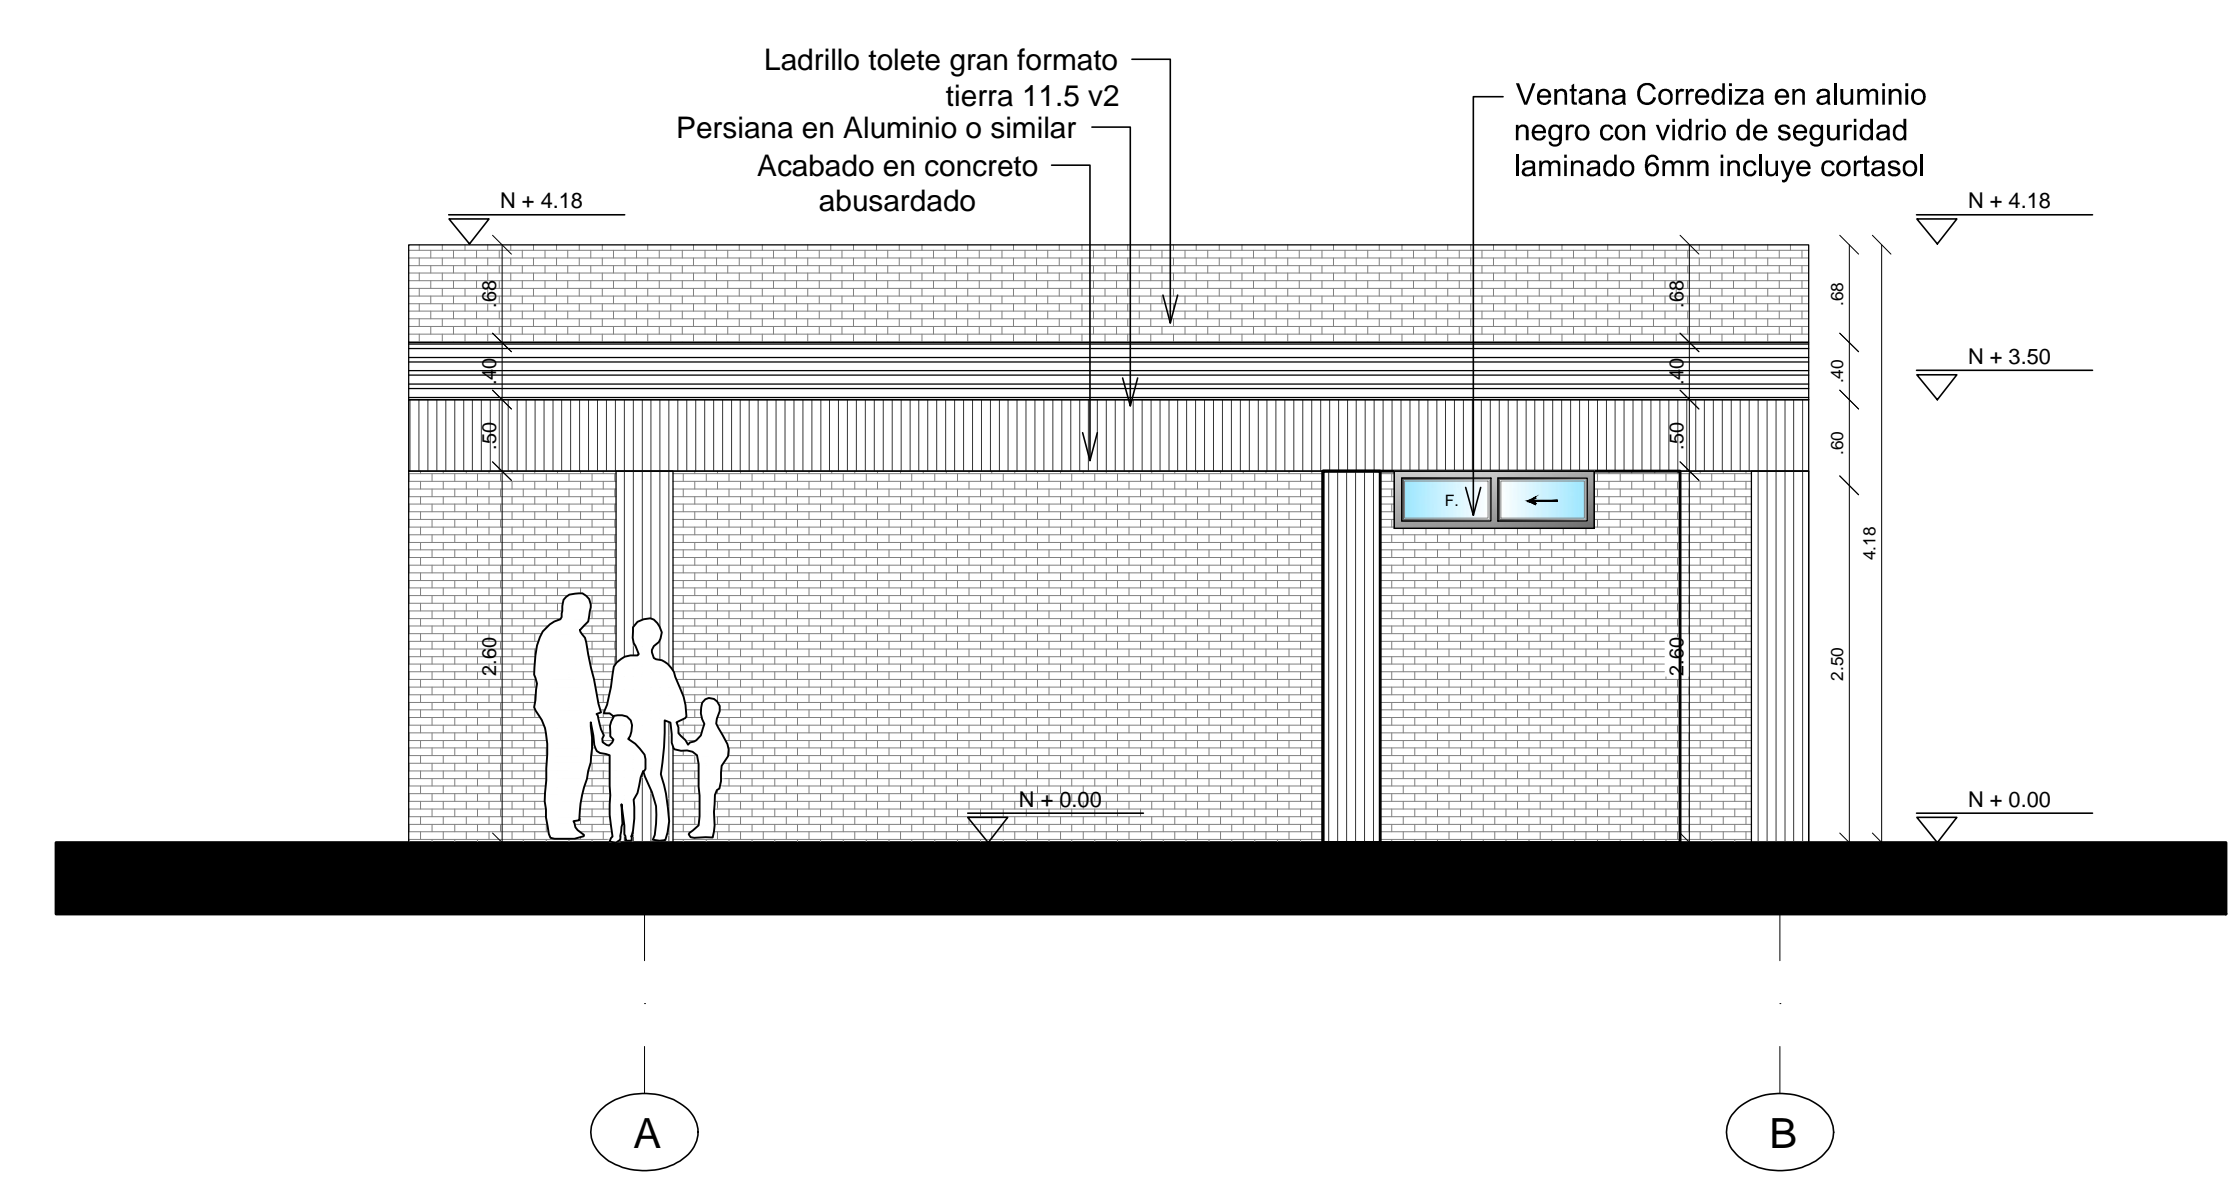 Ladrillo tolete gran formato
tierra 11.5 v2
Persiana en Aluminio o similar
Acabado en concreto
abusardado
Ventana Corrediza en aluminio
negro con vidrio de seguridad
laminado 6mm incluye cortasol
N + 4.18
N + 4.18
.68
.68
.68
N + 3.50
.40
.40
.40
.50
.50
.60
F.
4.18
2.60
2.60
2.50
N + 0.00
N + 0.00
A
B